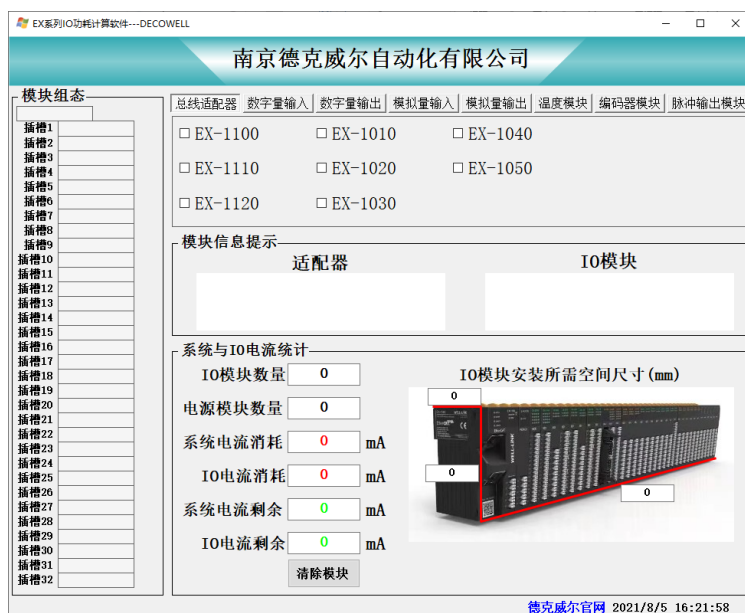 EX系列IO功耗计算软件---DECOWELL
南京德克威尔自动化有限公司
模块组态
插槽1
插槽2
插槽3
插槽4
插槽5
插槽6
插槽7
插槽8
插槽9
插槽10
插槽11
插槽12
插槽13
插槽14
插槽15
插槽16
插槽17
插槽18
插槽19
插槽20
插槽21
插槽22
插槽23
插槽24
插槽25
插槽26
插槽27
插槽28
插槽29
插槽30
插槽31
插槽32
总线适配器 数字量输入 数字量输出 模拟量输入 模拟量输出 温度模块 编码器模块 脉冲输出模块
EX-1100 EX-1010 EX-1040
EX-1110 EX-1020 EX-1050
EX-1120 EX-1030
模块信息提示
适配器 IO模块
系统与IO电流统计
IO模块数量 0
电源模块数量 0
系统电流消耗 0 mA
IO电流消耗 0 mA
系统电流剩余 0 mA
IO电流剩余 0 mA
清除模块
IO模块安装所需空间尺寸(mm)
0
0
0
德克威尔官网 2021/8/5 16:21:58